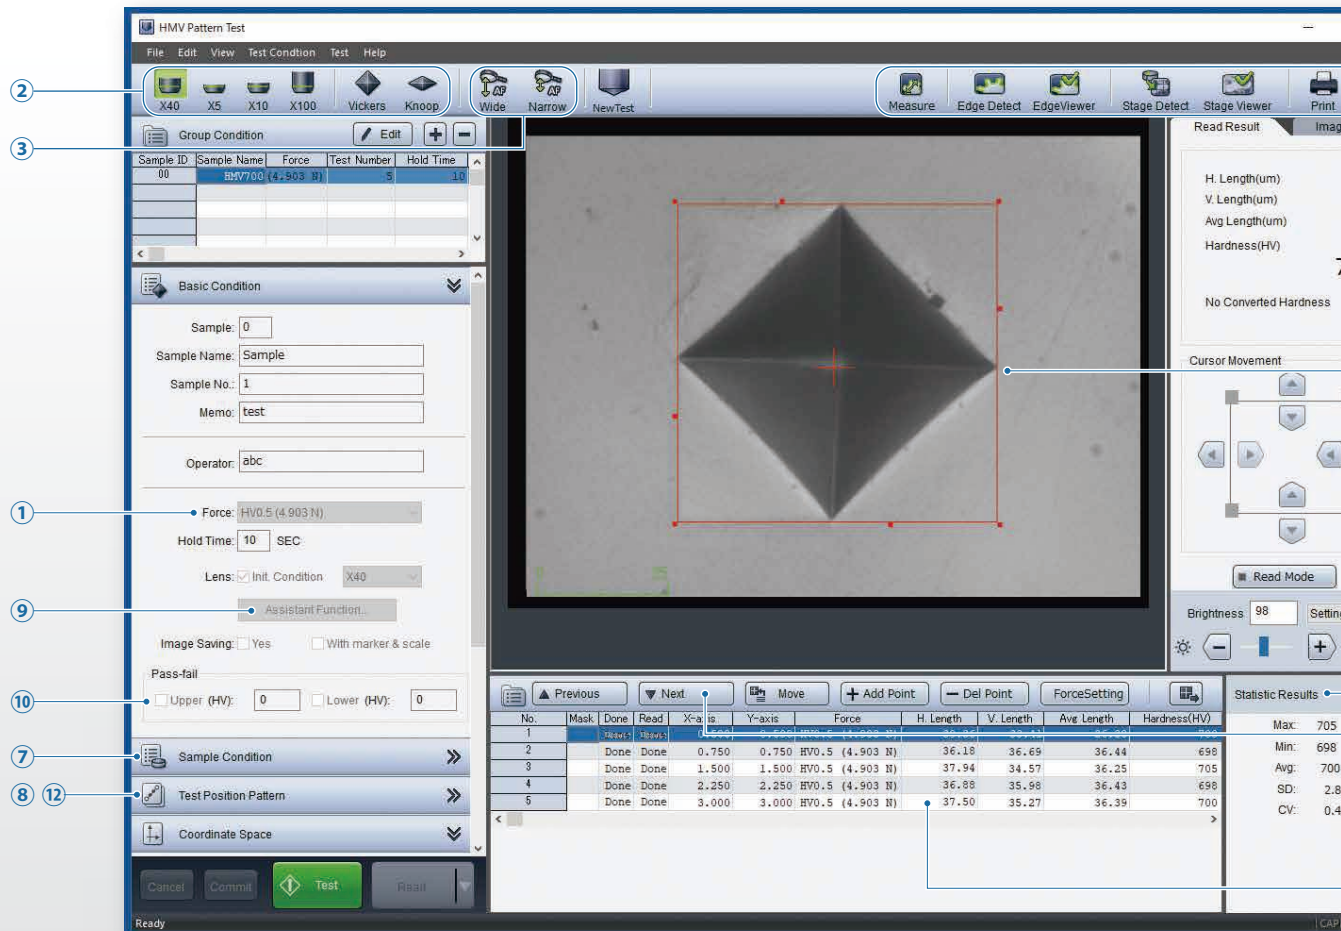 HMV Pattern Test
File Edit View Test Condtion Test Help
②
X40 X5 X10 X100 Vickers Knoop AF Wide AF Narrow NewTest Measure Edge Detect EdgeViewer Stage Detect Stage Viewer Print
③
Group Condition Edit
Sample ID Sample Name Force Test Number Hold Time
00 HMV700 (4.903 N) 5 10
Basic Condition
Sample: 0
Sample Name: Sample
Sample No.: 1
Memo: test
Operator: abc
①
Force: HV0.5 (4.903 N)
Hold Time: 10 SEC
Lens: Init. Condition X40
⑨
Assistant Function...
Image Saving: Yes With marker & scale
Pass-fail
⑩
Upper (HV): 0 Lower (HV): 0
⑦
Sample Condition
⑧ ⑫
Test Position Pattern
Coordinate Space
Cancel Commit Test Read
Ready
0 25
Read Result Imag
H. Length(um)
V. Length(um)
Avg Length(um)
Hardness(HV)
7
No Converted Hardness
Cursor Movement
Read Mode
Brightness 98 Setting
Previous Next Move Add Point Del Point ForceSetting
No. Mask Done Read X-axis Y-axis Force H. Length V. Length Avg Length Hardness(HV)
1
2 Done Done 0.750 0.750 HV0.5 (4.903 N) 36.18 36.69 36.44 698
3 Done Done 1.500 1.500 HV0.5 (4.903 N) 37.94 34.57 36.25 705
4 Done Done 2.250 2.250 HV0.5 (4.903 N) 36.88 35.98 36.43 698
5 Done Done 3.000 3.000 HV0.5 (4.903 N) 37.50 35.27 36.39 700
Statistic Results
Max: 705
Min: 698
Avg: 700
SD: 2.8
CV: 0.4
CAP